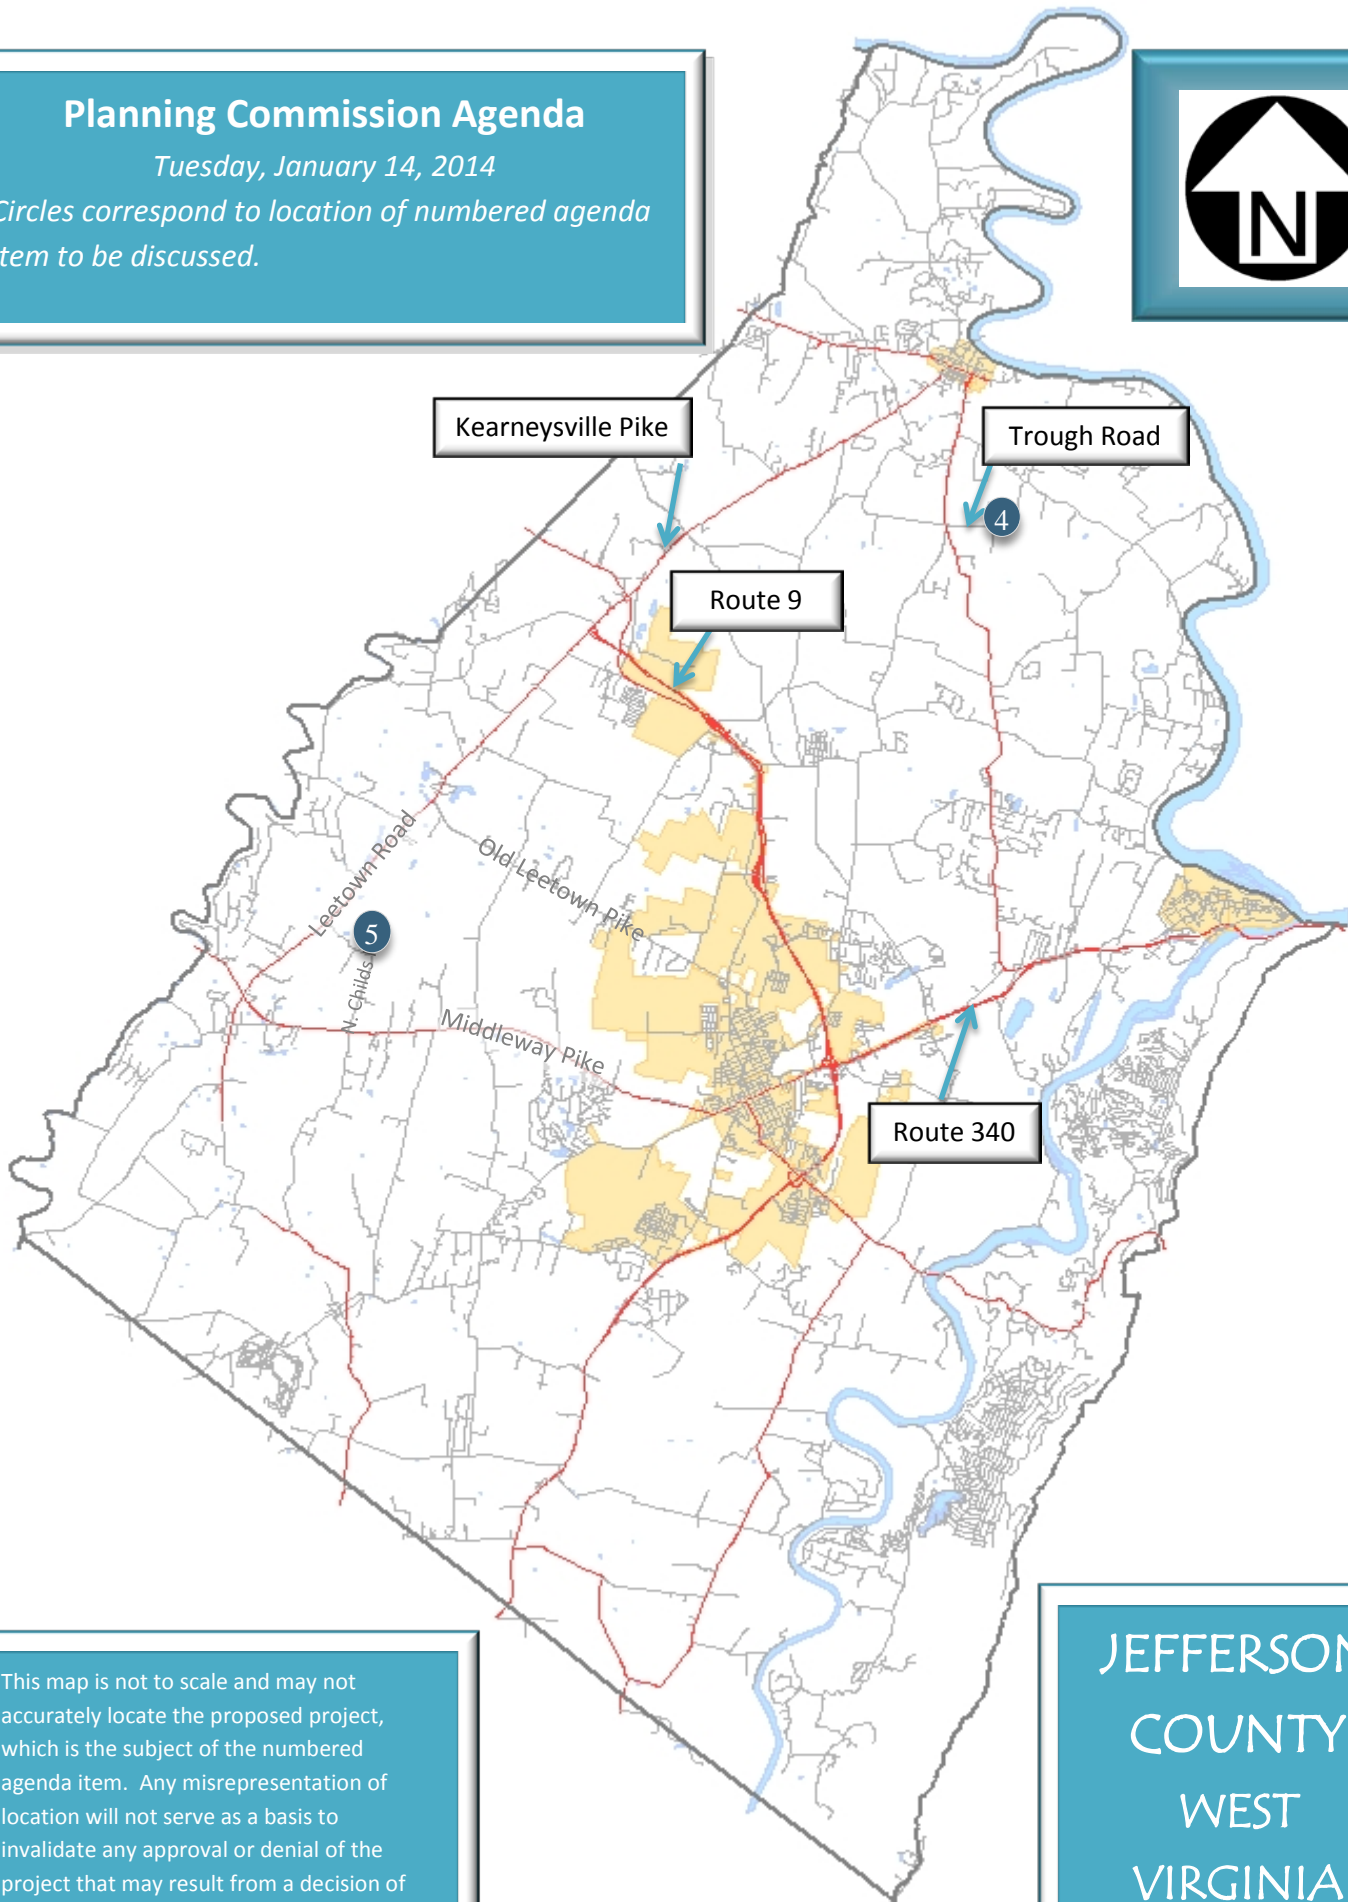 Planning Commission Agenda
Tuesday, January 14, 2014
Circles correspond to location of numbered agenda
item to be discussed.
N
Kearneysville Pike
Trough Road
4
Route 9
Leetown Road
Old Leetown Pike
5
N. Childs
Middleway Pike
Route 340
This map is not to scale and may not
accurately locate the proposed project,
which is the subject of the numbered
agenda item. Any misrepresentation of
location will not serve as a basis to
invalidate any approval or denial of the
project that may result from a decision of
JEFFERSON
COUNTY
WEST
VIRGINIA